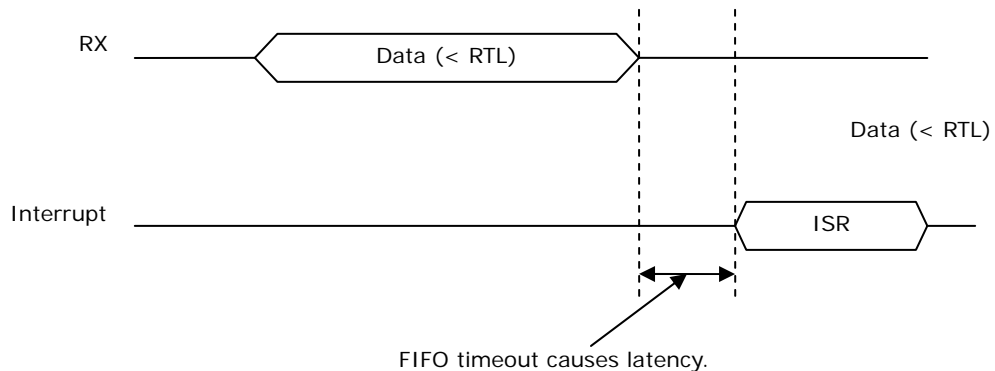 RX
Data (< RTL)
Data (< RTL)
Interrupt
ISR
FIFO timeout causes latency.